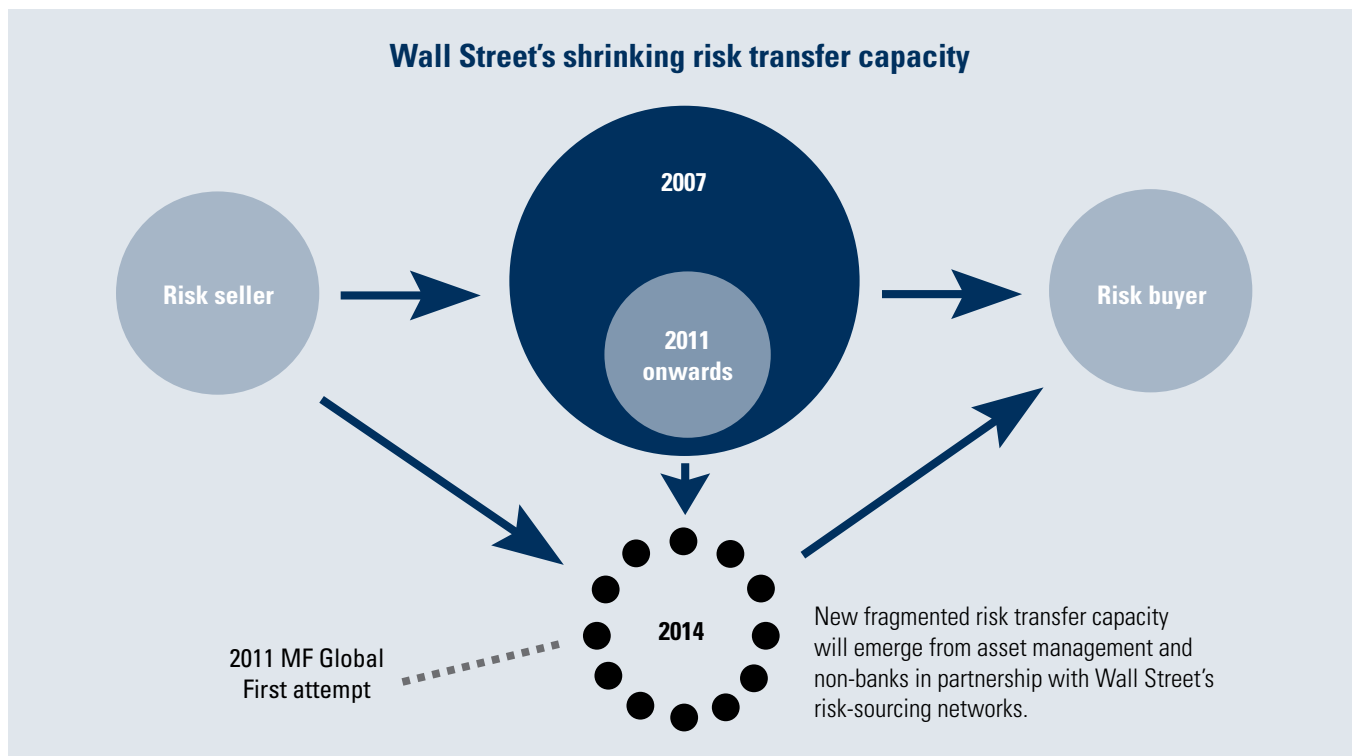 Wall Street's shrinking risk transfer capacity
2007
Risk seller
Risk buyer
2011
onwards
2014
2011 MF Global
First attempt
New fragmented risk transfer capacity
will emerge from asset management and
non-banks in partnership with Wall Street's
risk-sourcing networks.